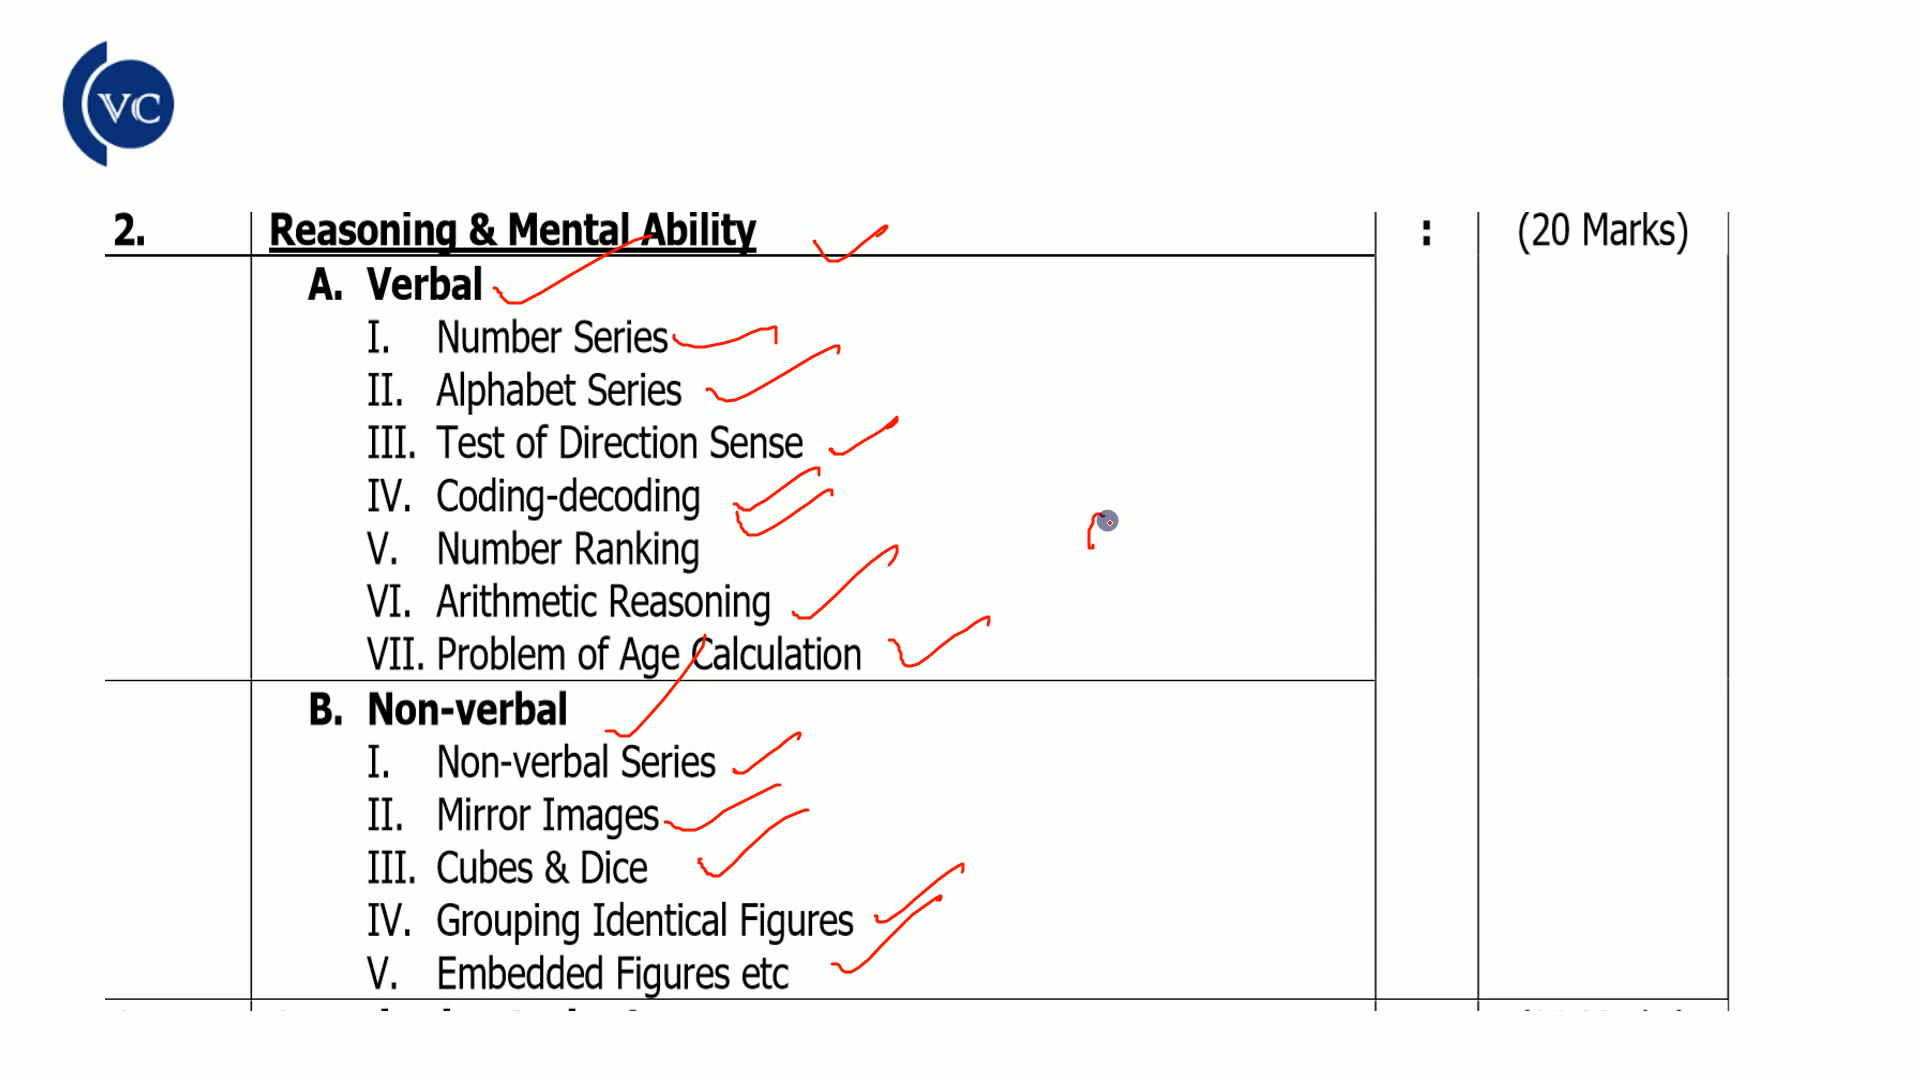 VC
2. Reasoning & Mental Ability : (20 Marks)
A. Verbal
I. Number Series
II. Alphabet Series
III. Test of Direction Sense
IV. Coding-decoding
V. Number Ranking
VI. Arithmetic Reasoning
VII. Problem of Age Calculation
B. Non-verbal
I. Non-verbal Series
II. Mirror Images
III. Cubes & Dice
IV. Grouping Identical Figures
V. Embedded Figures etc